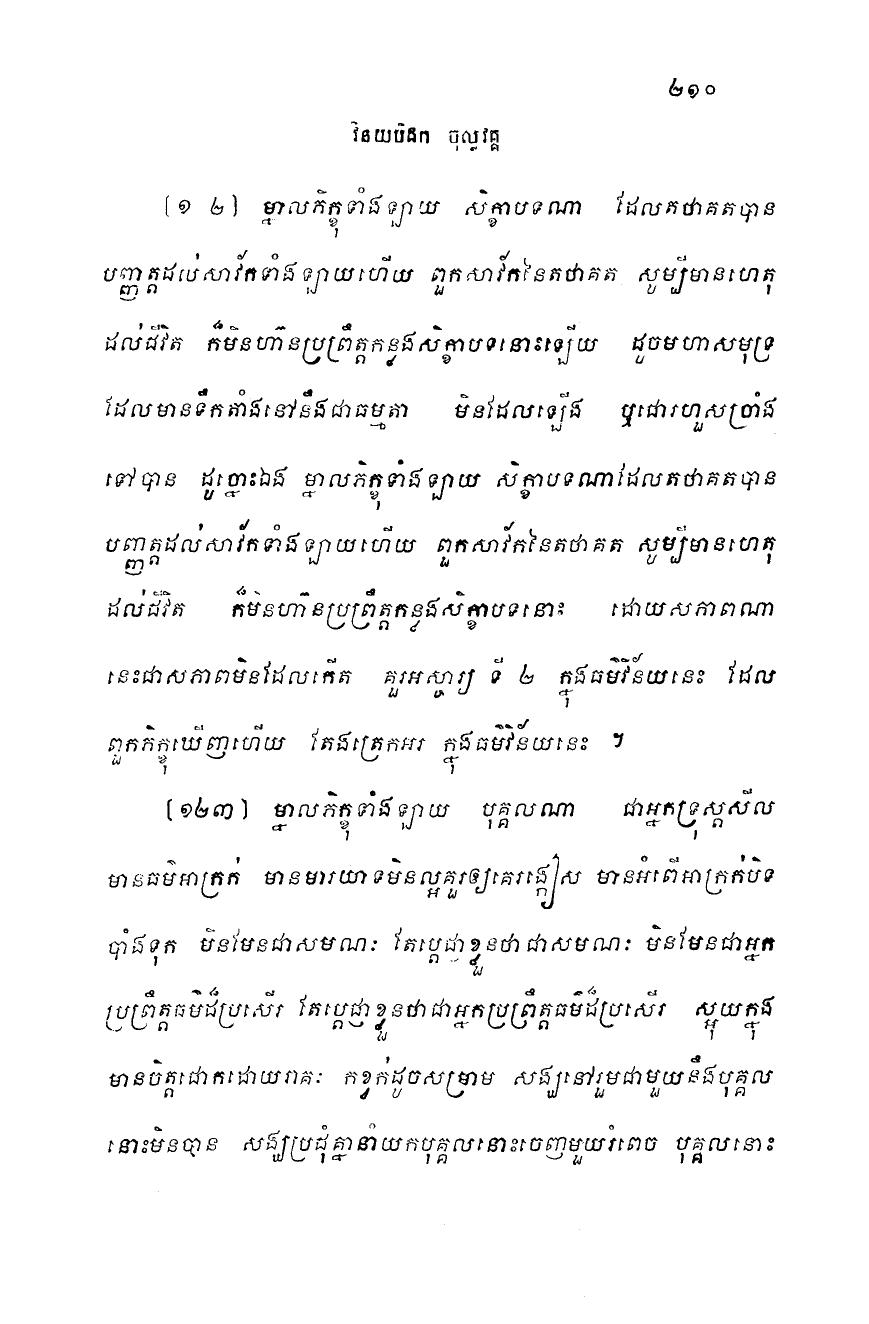 ២១០
វិនយបិដក ចុល្លវគ្គ
(១ ២) ម្នាលភិក្ខុទាំងឡាយ សិក្ខាបទណា ដែលតថាគតបាន
បញ្ញត្តដល់សាវ័កទាំងឡាយហើយ ពួកសាវ័កនៃតថាគត សូម្បីមានហេតុ
ដល់ជីវិត ក៏មិនហ៊ានប្រព្រឹត្តកន្លងសិក្ខាបទនោះឡើយ ដូចមហាសមុទ្រ
ដែលមានទឹកតាំងនៅនឹងជាធម្មតា មិនដែលឡើង ឬជោរហួសច្រាំង
ទៅបាន ដូច្នោះឯង ម្នាលភិក្ខុទាំងឡាយ សិក្ខាបទណាដែលតថាគតបាន
បញ្ញត្តដល់សាវ័កទាំងឡាយហើយ ពួកសាវ័កនៃតថាគត សូម្បីមានហេតុ
ដល់ជីវិត ក៏មិនហ៊ានប្រព្រឹត្តកន្លងសិក្ខាបទនោះ ដោយសភាពណា
នេះជាសភាពមិនដែលកើត គួរអស្ចារ្យ ទី ២ ក្នុងធម៌វិន័យនេះ ដែល
ពួកភិក្ខុឃើញហើយ តែងត្រេកអរ ក្នុងធម៌វិន័យនេះ ។
(១២៣) ម្នាលភិក្ខុទាំងឡាយ បុគ្គលណា ជាអ្នកទ្រុស្តសីល
មានធម៌អាក្រក់ មានមារយាទមិនល្អគួរឲ្យគេរង្កៀស មានអំពើអាក្រក់បិទ
បាំងទុក មិនមែនជាសមណៈ តែប្តេជ្ញាខ្លួនថាជាសមណៈ មិនមែនជាអ្នក
ប្រព្រឹត្តធម៌ដ៏ប្រសើរ តែប្តេជ្ញាខ្លួនថាជាអ្នកប្រព្រឹត្តធម៌ដ៏ប្រសើរ ស្អុយក្នុង
មានចិត្តជោកដោយរាគៈ កខ្វក់ដូចសម្រាម សង្ឃនៅរួមជាមួយនឹងបុគ្គល
នោះមិនបាន សង្ឃប្រជុំគ្នានាំយកបុគ្គលនោះចេញមួយរំពេច បុគ្គលនោះ